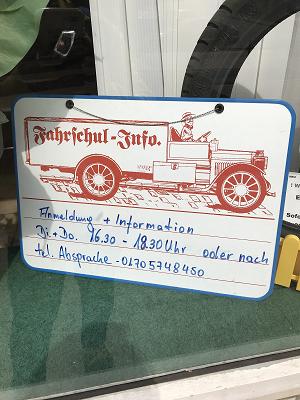 Fahrschul-Info.
Anmeldung + Information
Di.+Do. 16.30 - 18.30 Uhr oder nach
tel. Absprache - 01705748450